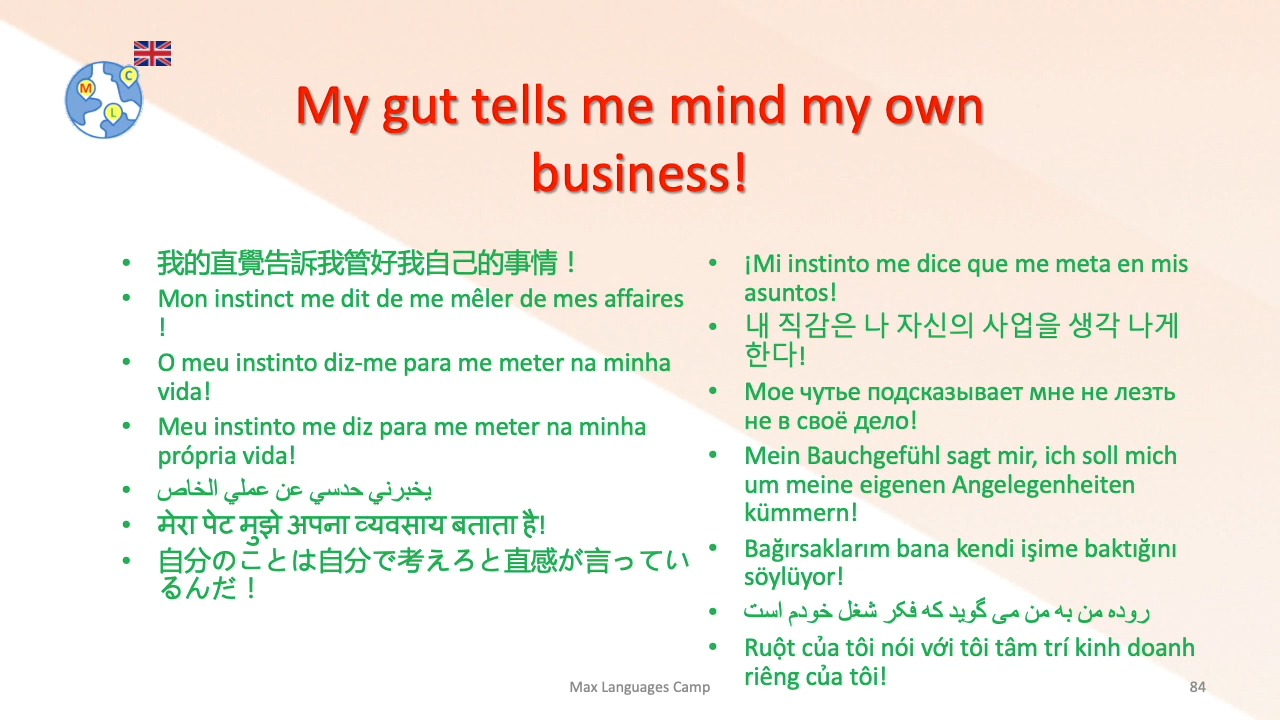 M
C
L
My gut tells me mind my own
business!
• 我的直覺告訴我管好我自己的事情！
• Mon instinct me dit de me mêler de mes affaires
!
• O meu instinto diz-me para me meter na minha
vida!
• Meu instinto me diz para me meter na minha
própria vida!
• يخبرني حدسي عن عملي الخاص
• मेरा पेट मुझे अपना व्यवसाय बताता है!
• 自分のことは自分で考えろと直感が言ってい
るんだ！
• ¡Mi instinto me dice que me meta en mis
asuntos!
• 내 직감은 나 자신의 사업을 생각 나게
한다!
• Мое чутье подсказывает мне не лезть
не в своё дело!
• Mein Bauchgefühl sagt mir, ich soll mich
um meine eigenen Angelegenheiten
kümmern!
• Bağırsaklarım bana kendi işime baktığını
söylüyor!
• روده من به من می گوید که فکر شغل خودم است
• Ruột của tôi nói với tôi tâm trí kinh doanh
riêng của tôi!
Max Languages Camp
84